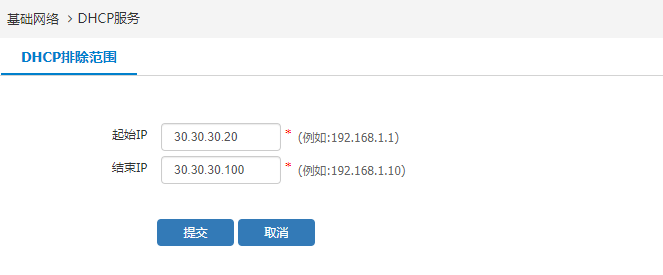 基础网络 > DHCP服务
DHCP排除范围
起始IP 30.30.30.20 * (例如:192.168.1.1)
结束IP 30.30.30.100 * (例如:192.168.1.10)
提交 取消